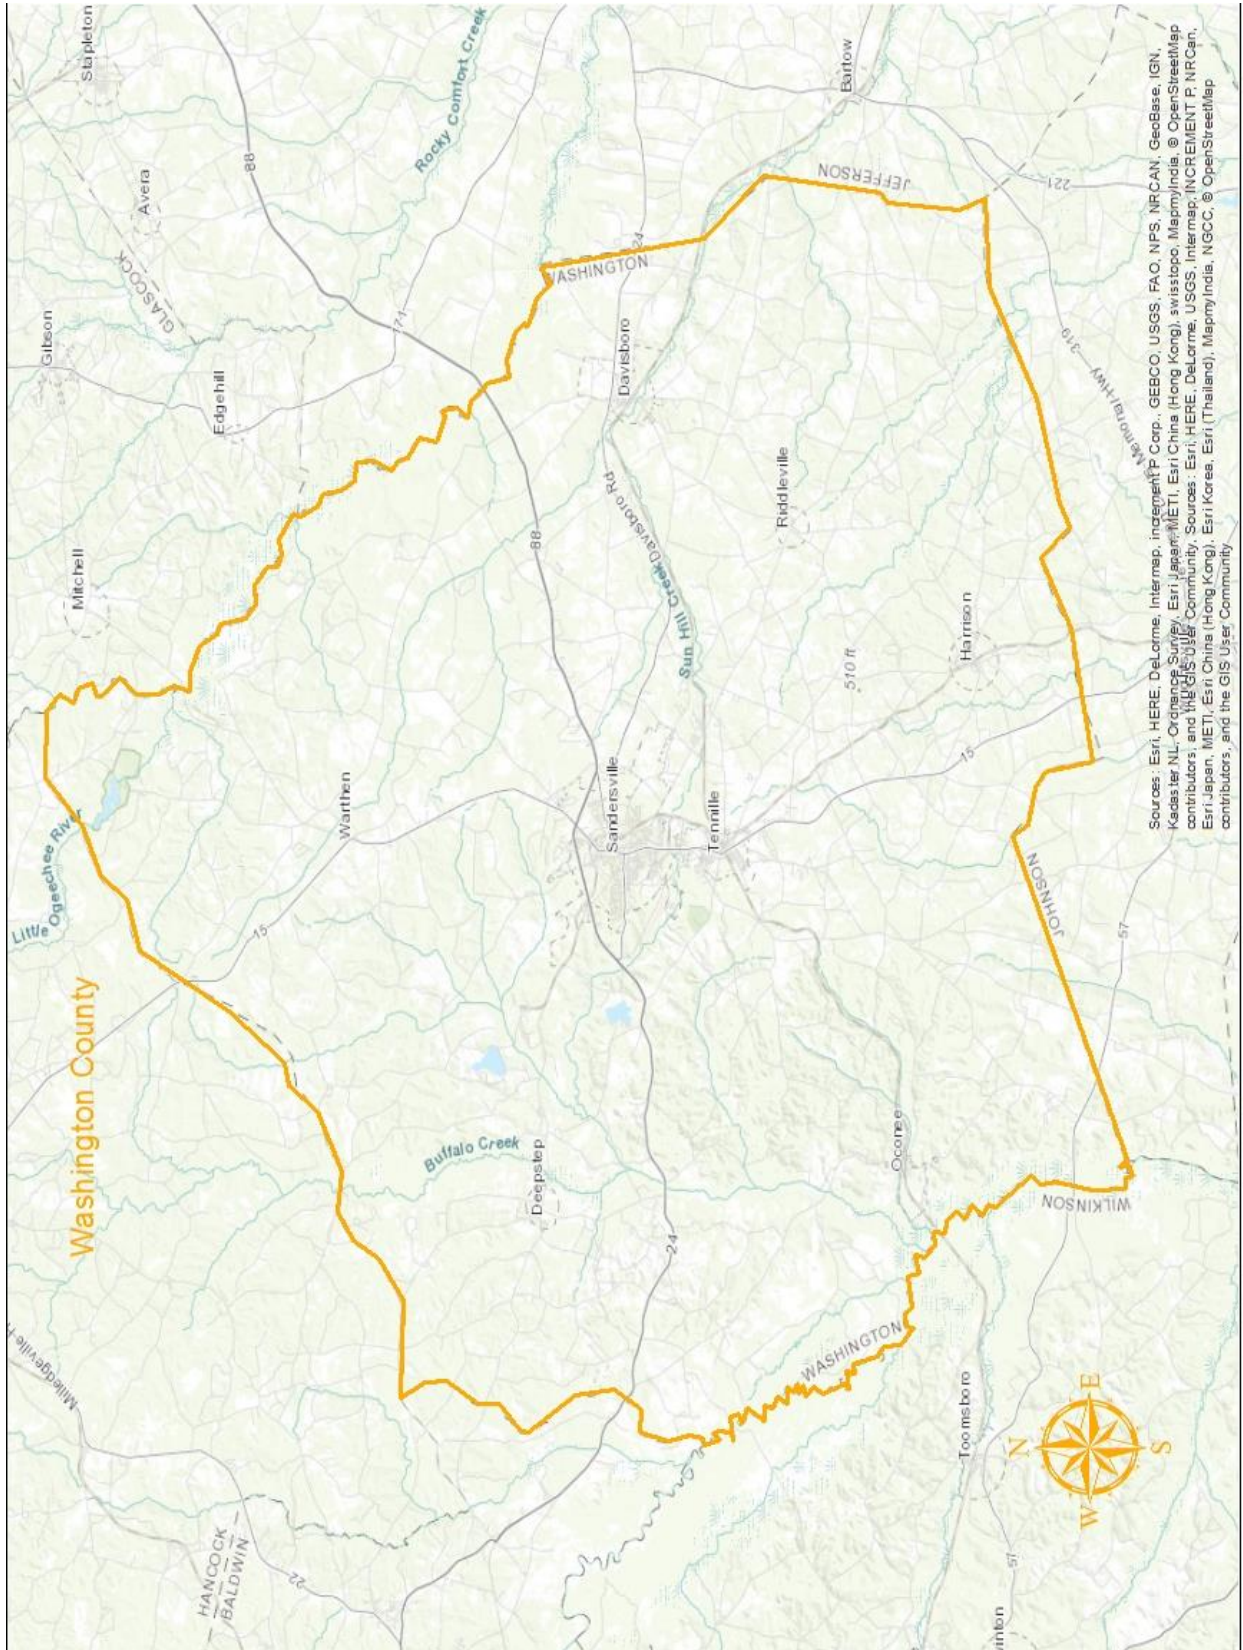 Washington County
HANCOCK
BALDWIN
22
Milledgeville
Little Ogeechee River
Mitchell
Gibson
Stapleton
GLASCOCK
Avera
Edgehill
88
171
Rocky Comfort Creek
15
Warthen
Buffalo Creek
Deepstep
24
88
Sandersville
Tennille
Sun Hill Creek
Davisboro Rd
Davisboro
24
WASHINGTON
Riddleville
510 ft
Harrison
15
Bartow
JEFFERSON
221
Memorial Hwy
319
Oconee
WASHINGTON
WILKINSON
JOHNSON
57
Toomsboro
57
N
W
E
S
Sources: Esri, HERE, DeLorme, Intermap, increment P Corp., GEBCO, USGS, FAO, NPS, NRCAN, GeoBase, IGN,
Kadaster NL, Ordnance Survey, Esri Japan, METI, Esri China (Hong Kong), swisstopo, MapmyIndia, © OpenStreetMap
contributors, and the GIS User Community, Sources: Esri, HERE, DeLorme, USGS, Intermap, INCREMENT P, NRCan,
Esri Japan, METI, Esri China (Hong Kong), Esri Korea, Esri (Thailand), MapmyIndia, NGCC, © OpenStreetMap
contributors, and the GIS User Community